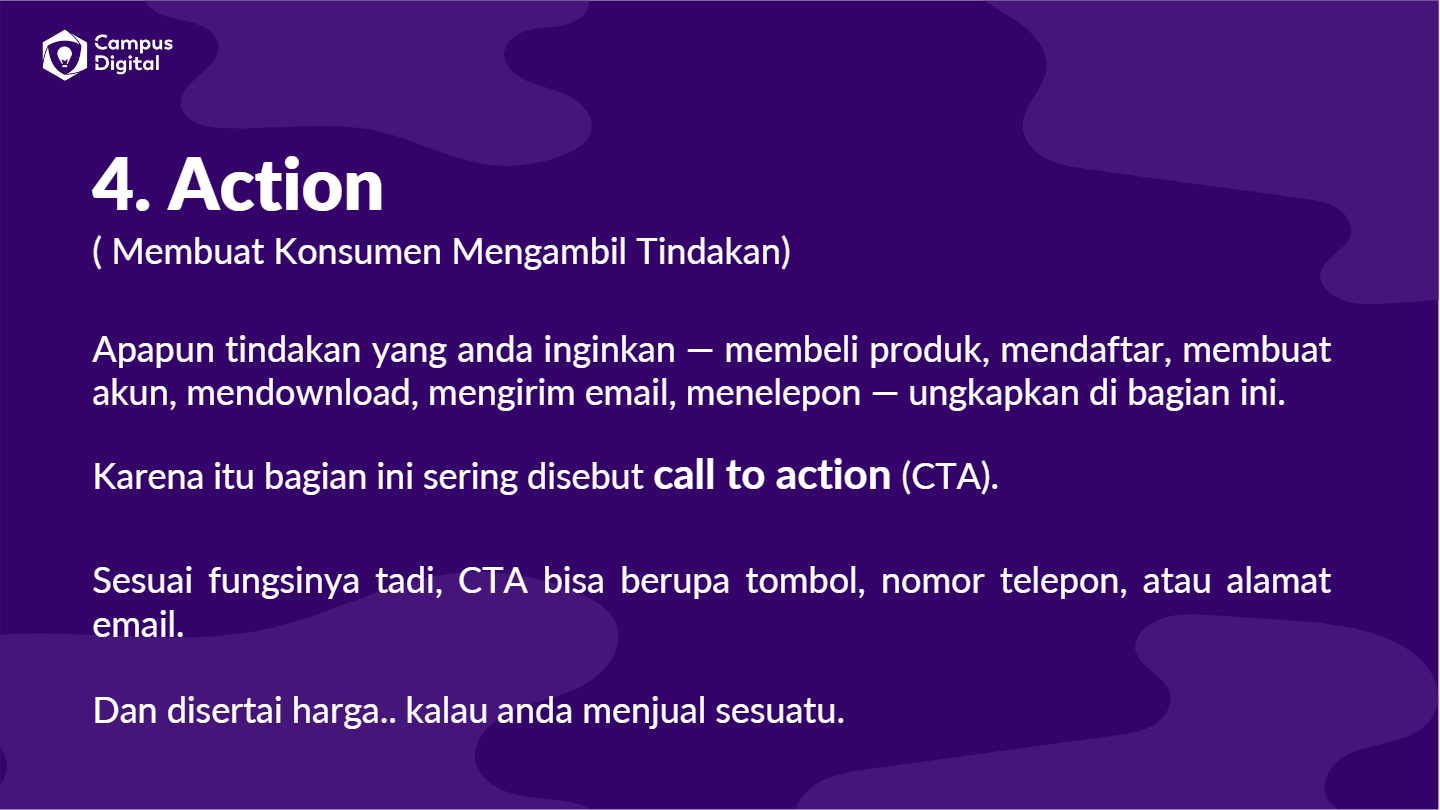 Campus
Digital
4. Action
( Membuat Konsumen Mengambil Tindakan)
Apapun tindakan yang anda inginkan — membeli produk, mendaftar, membuat
akun, mendownload, mengirim email, menelepon — ungkapkan di bagian ini.
Karena itu bagian ini sering disebut call to action (CTA).
Sesuai fungsinya tadi, CTA bisa berupa tombol, nomor telepon, atau alamat
email.
Dan disertai harga.. kalau anda menjual sesuatu.